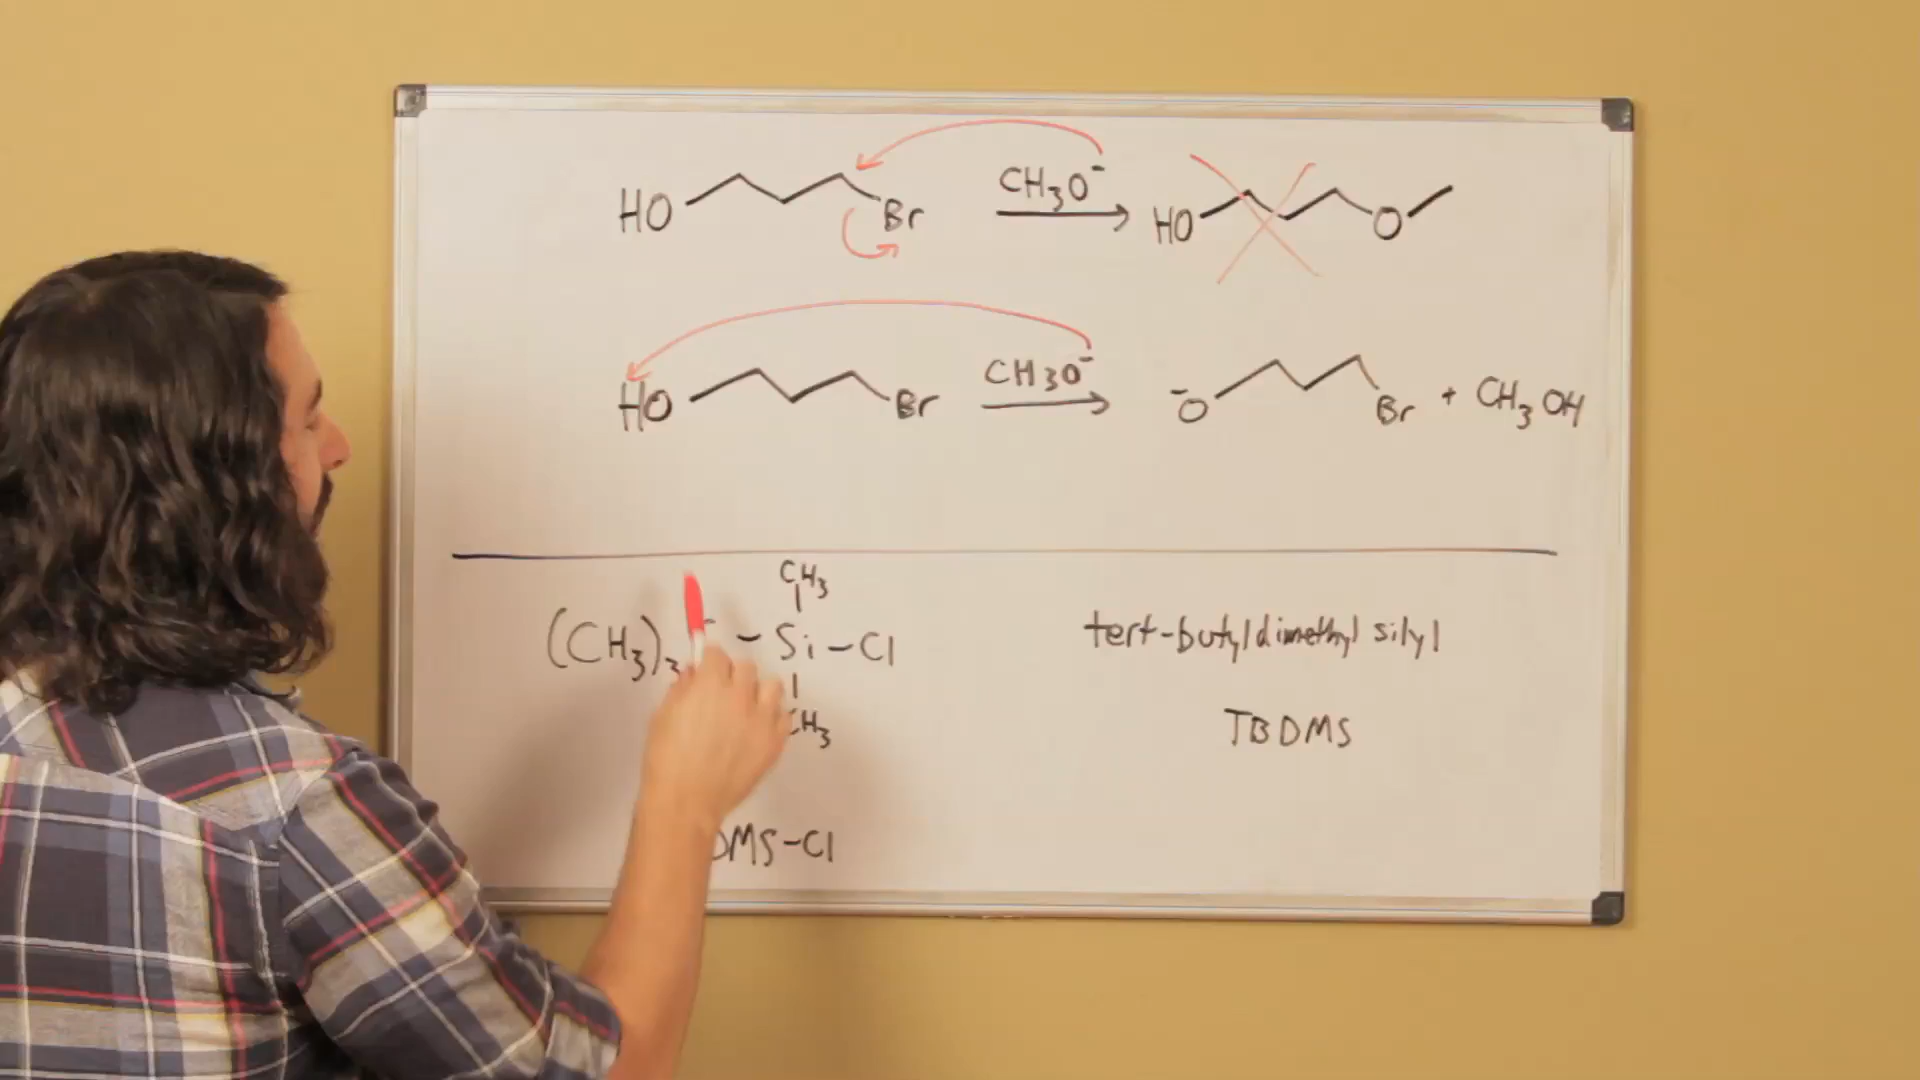 HO Br CH3O⁻ HO O
HO Br CH3O⁻ ⁻O Br + CH3OH
CH3
(CH3)3 – Si – Cl tert-butyldimethyl silyl
CH3 TBDMS
DMS-Cl